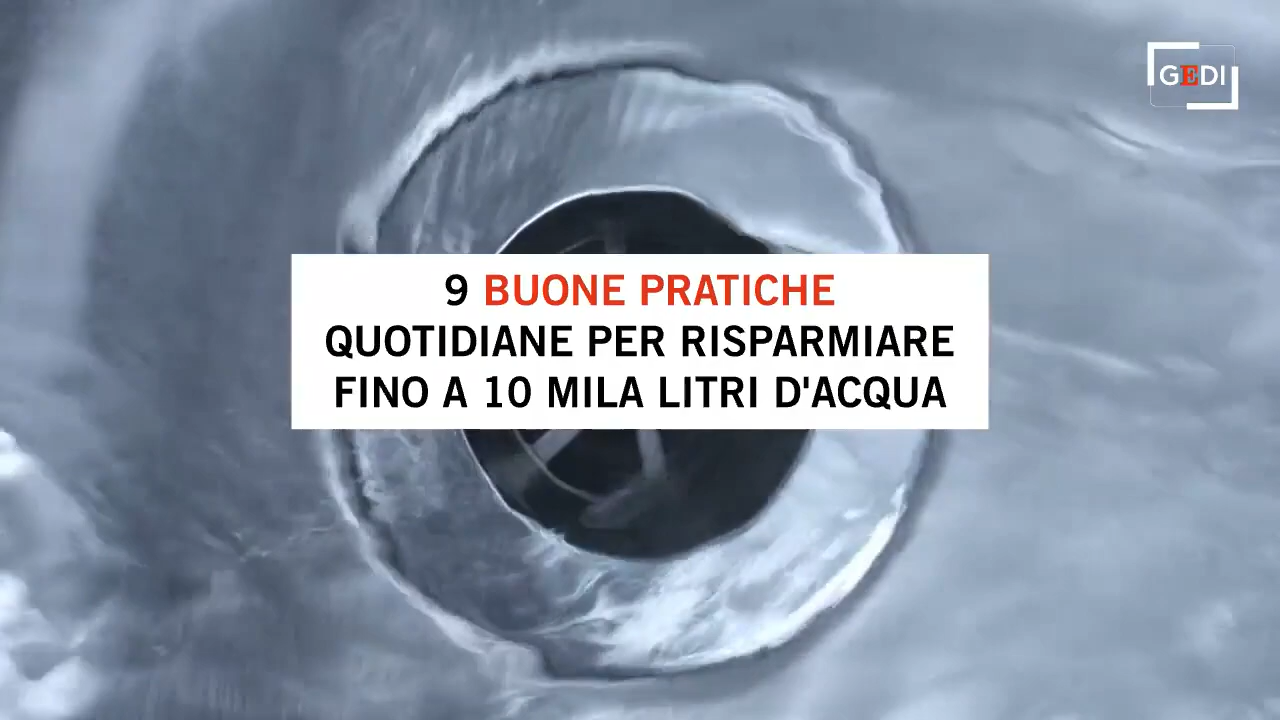 GEDI
9 BUONE PRATICHE
QUOTIDIANE PER RISPARMIARE
FINO A 10 MILA LITRI D'ACQUA